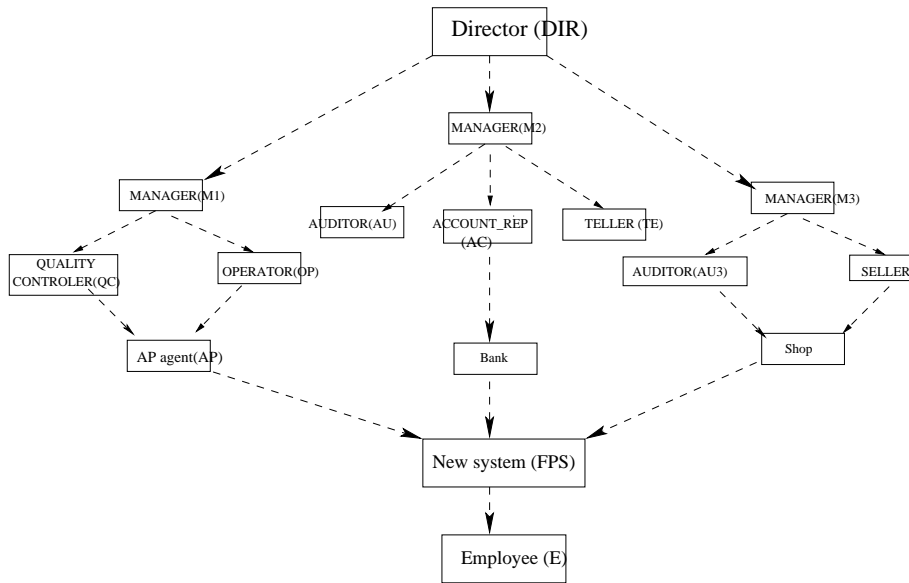 Director (DIR)
MANAGER(M2)
MANAGER(M1)
MANAGER(M3)
AUDITOR(AU)
ACCOUNT_REP
(AC)
TELLER (TE)
QUALITY
CONTROLER(QC)
OPERATOR(OP)
AUDITOR(AU3)
SELLER
AP agent(AP)
Bank
Shop
New system (FPS)
Employee (E)